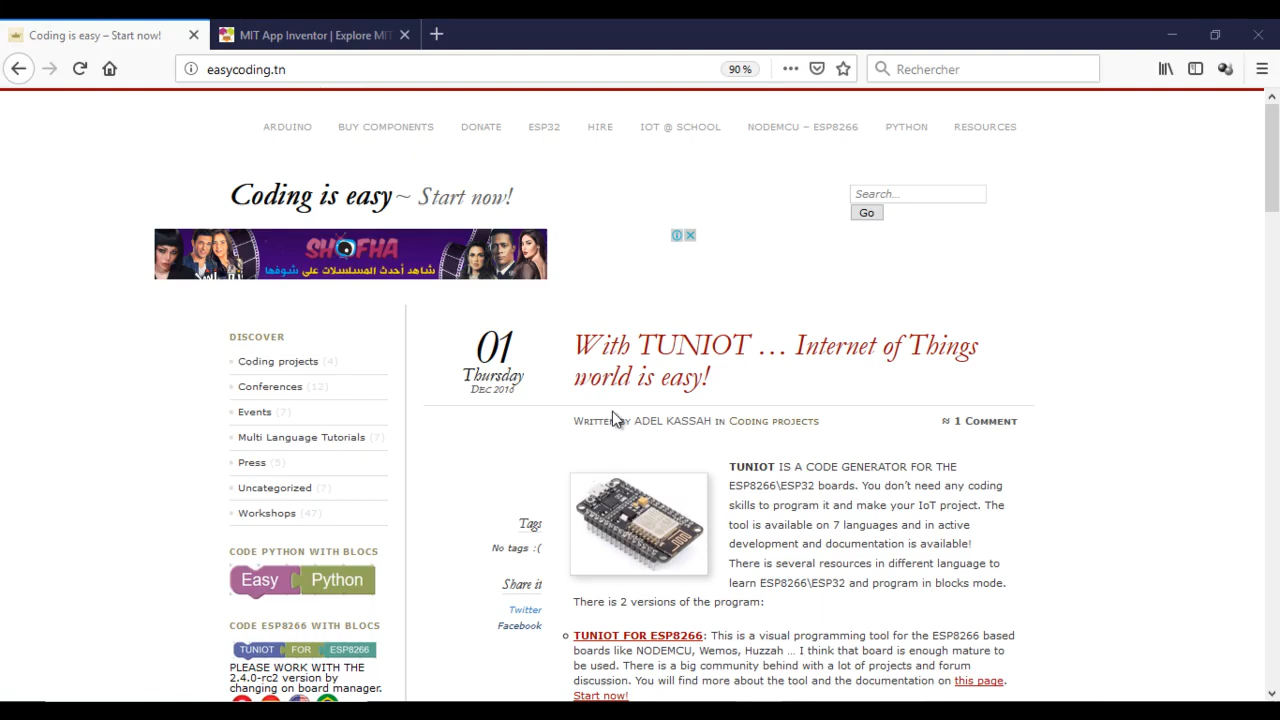 Coding is easy – Start now!
MIT App Inventor | Explore MIT
easycoding.tn
90 %
Rechercher
ARDUINO BUY COMPONENTS DONATE ESP32 HIRE IOT @ SCHOOL NODEMCU – ESP8266 PYTHON RESOURCES
Coding is easy ~ Start now!
Search...
Go
SHOFHA
شاهد أحدث المسلسلات على شوفها
DISCOVER
Coding projects (4)
Conferences (12)
Events (7)
Multi Language Tutorials (7)
Press (5)
Uncategorized (7)
Workshops (47)
CODE PYTHON WITH BLOCS
Easy Python
CODE ESP8266 WITH BLOCS
TUNIOT FOR ESP8266
PLEASE WORK WITH THE
2.4.0-rc2 version by
changing on board manager.
01
Thursday
DEC 2016
With TUNIOT … Internet of Things
world is easy!
WRITTEN BY ADEL KASSAH IN CODING PROJECTS
≈ 1 COMMENT
Tags
No tags :(
Share it
Twitter
Facebook
TUNIOT IS A CODE GENERATOR FOR THE
ESP8266\ESP32 boards. You don't need any coding
skills to program it and make your IoT project. The
tool is available on 7 languages and in active
development and documentation is available!
There is several resources in different language to
learn ESP8266\ESP32 and program in blocks mode.
There is 2 versions of the program:
TUNIOT FOR ESP8266: This is a visual programming tool for the ESP8266 based
boards like NODEMCU, Wemos, Huzzah ... I think that board is enough mature to
be used. There is a big community behind with a lot of projects and forum
discussion. You will find more about the tool and the documentation on this page.
Start now!